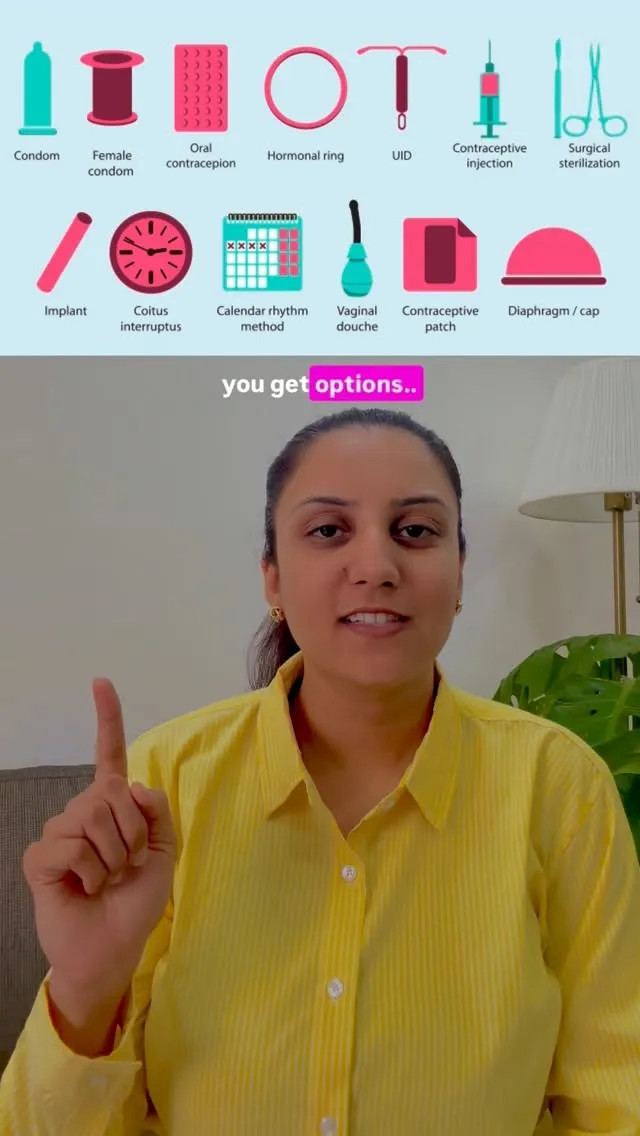 Condom
Female
condom
Oral
contracepion
Hormonal ring
UID
Contraceptive
injection
Surgical
sterilization
Implant
Coitus
interruptus
Calendar rhythm
method
Vaginal
douche
Contraceptive
patch
Diaphragm / cap
you get options..